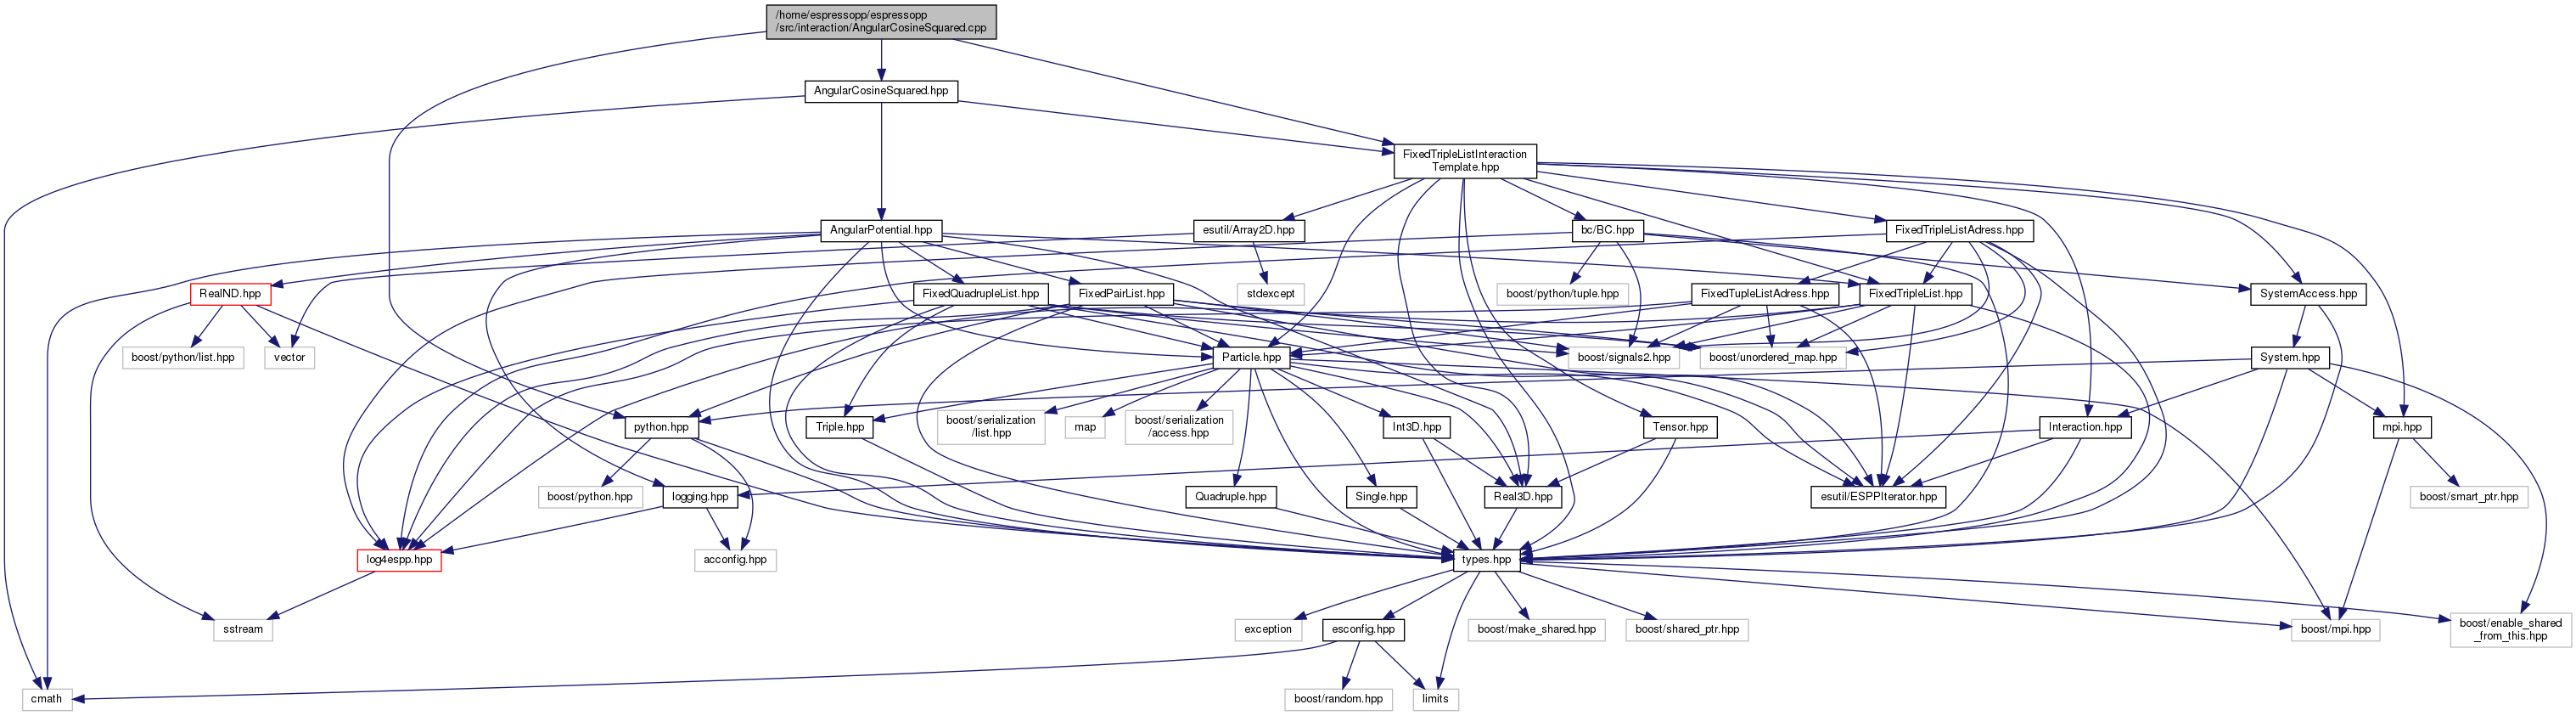 /home/espressopp/espressopp
/src/interaction/AngularCosineSquared.cpp
AngularCosineSquared.hpp
FixedTripleListInteraction
Template.hpp
AngularPotential.hpp
esutil/Array2D.hpp
bc/BC.hpp
FixedTripleListAdress.hpp
RealND.hpp
FixedQuadrupleList.hpp
FixedPairList.hpp
stdexcept
boost/python/tuple.hpp
FixedTupleListAdress.hpp
FixedTripleList.hpp
SystemAccess.hpp
boost/python/list.hpp
vector
Particle.hpp
boost/signals2.hpp
boost/unordered_map.hpp
System.hpp
python.hpp
Triple.hpp
boost/serialization
/list.hpp
map
boost/serialization
/access.hpp
Int3D.hpp
Tensor.hpp
Interaction.hpp
mpi.hpp
boost/python.hpp
logging.hpp
Quadruple.hpp
Single.hpp
Real3D.hpp
esutil/ESPPIterator.hpp
boost/smart_ptr.hpp
log4espp.hpp
acconfig.hpp
types.hpp
sstream
exception
esconfig.hpp
boost/make_shared.hpp
boost/shared_ptr.hpp
boost/mpi.hpp
boost/enable_shared
_from_this.hpp
cmath
boost/random.hpp
limits